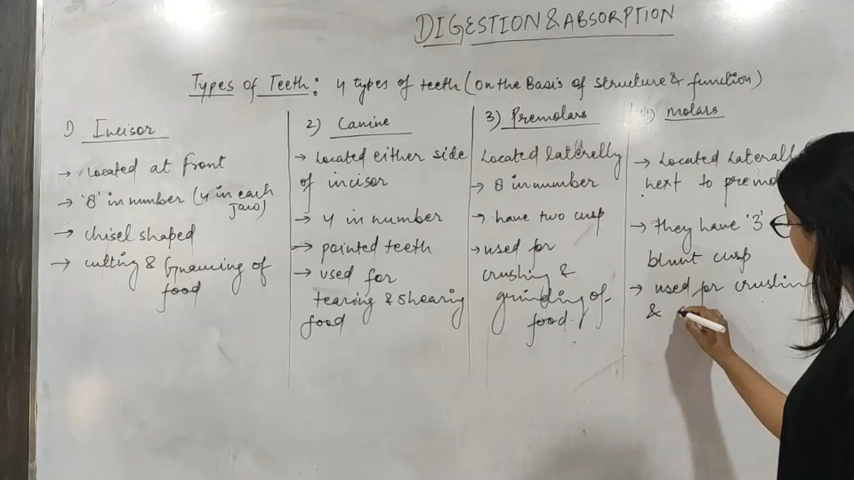 DIGESTION & ABSORPTION
Types of Teeth: 4 types of teeth (On the Basis of structure & function)
1) Incisor
→ Located at front
→ '8' in number (4 in each
Jaw)
→ chisel shaped
→ cutting & gnawing of
food
2) Canine
→ Located either side
of incisor
→ 4 in number
→ pointed teeth
→ used for
tearing & shearing
food
3) Premolars
Located laterelly
→ 8 in number
→ have two cusp
→ used for
crushing &
grinding of
food.
Molars
→ Located Laterall
next to premo
→ they have '3'
blunt cusp
→ used for crushin
&